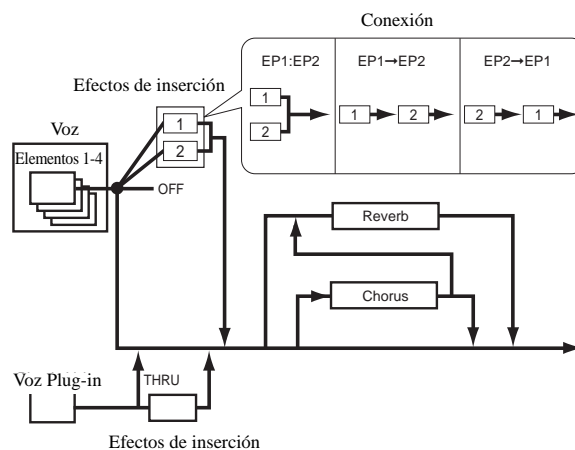 Conexión
EP1:EP2
EP1→EP2
EP2→EP1
1
2
1
2
2
1
Efectos de inserción
1
2
Voz
Elementos 1-4
OFF
Reverb
Chorus
Voz Plug-in
THRU
Efectos de inserción